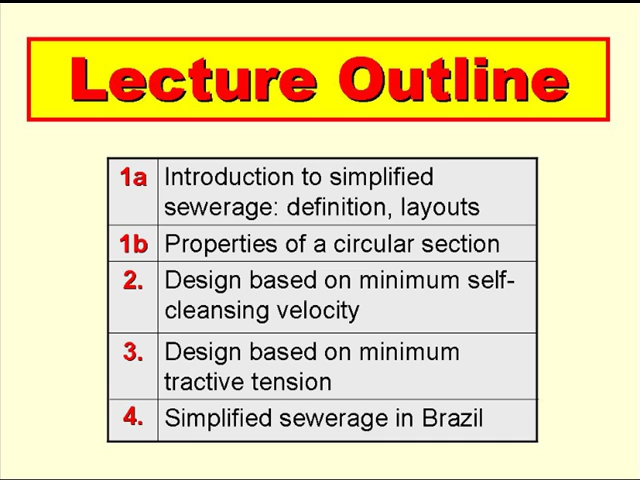 Lecture Outline
1a Introduction to simplified
sewerage: definition, layouts
1b Properties of a circular section
2. Design based on minimum self-
cleansing velocity
3. Design based on minimum
tractive tension
4. Simplified sewerage in Brazil